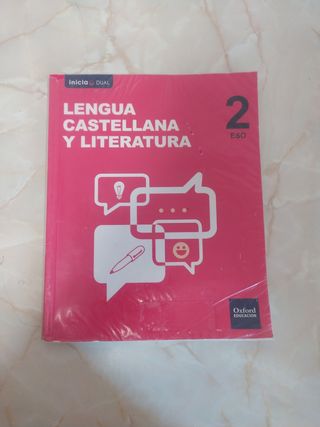 inicia DUAL
LENGUA
CASTELLANA
Y LITERATURA
2
ESO
Oxford
EDUCACIÓN